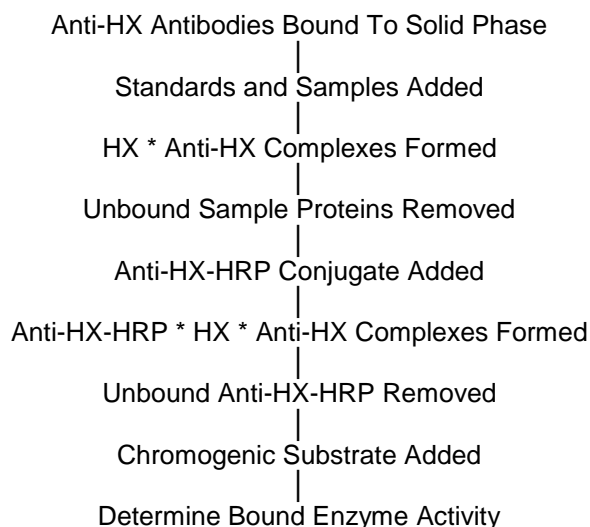 Anti-HX Antibodies Bound To Solid Phase
Standards and Samples Added
HX * Anti-HX Complexes Formed
Unbound Sample Proteins Removed
Anti-HX-HRP Conjugate Added
Anti-HX-HRP * HX * Anti-HX Complexes Formed
Unbound Anti-HX-HRP Removed
Chromogenic Substrate Added
Determine Bound Enzyme Activity